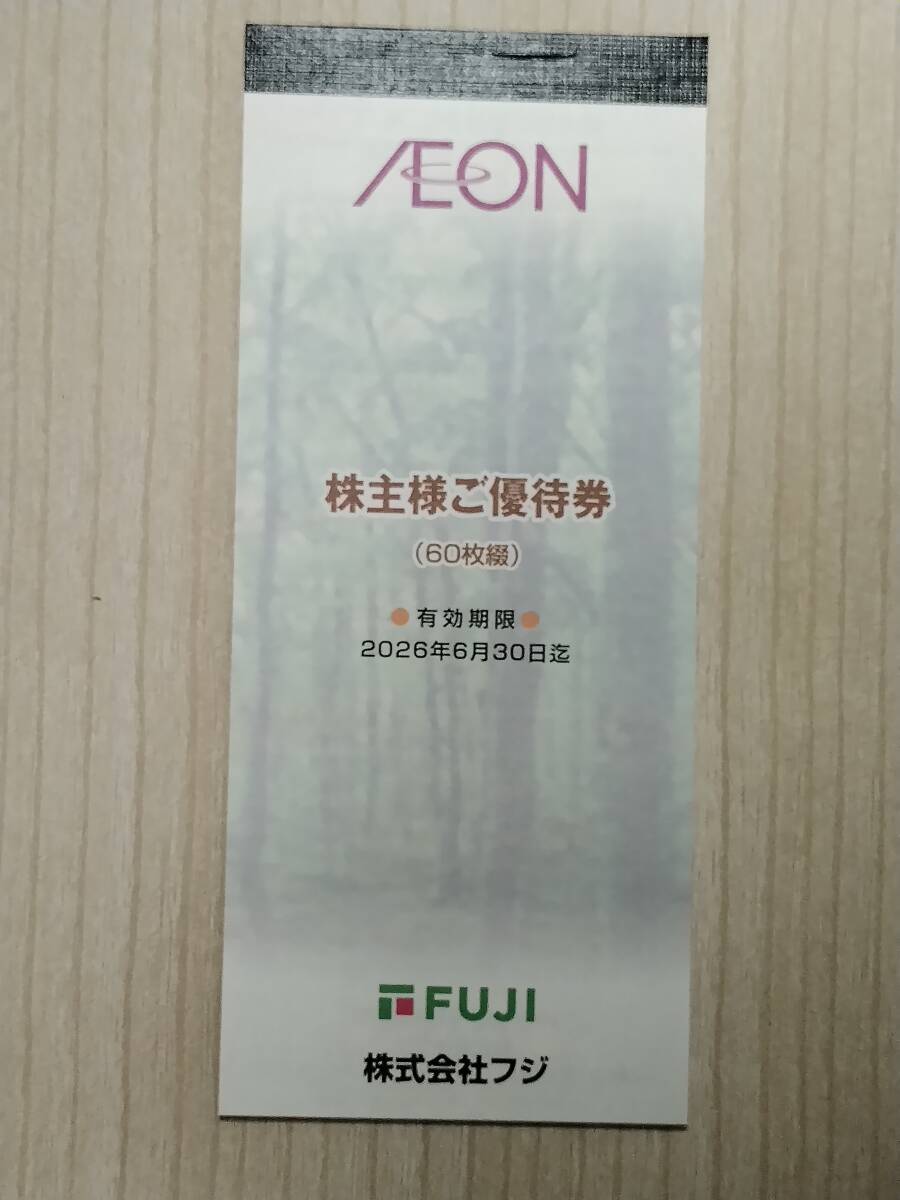 ÆON
株主様ご優待券
(60枚綴)
●有効期限●
2026年6月30日迄
FUJI
株式会社フジ